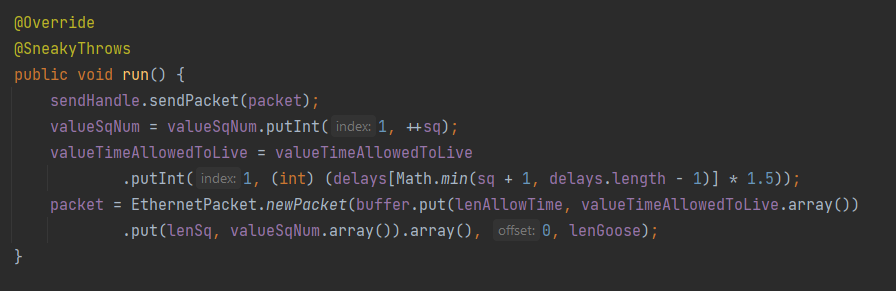 @Override
@SneakyThrows
public void run() {
sendHandle.sendPacket(packet);
valueSqNum = valueSqNum.putInt( index: 1, ++sq);
valueTimeAllowedToLive = valueTimeAllowedToLive
.putInt( index: 1, (int) (delays[Math.min(sq + 1, delays.length - 1)] * 1.5));
packet = EthernetPacket.newPacket(buffer.put(lenAllowTime, valueTimeAllowedToLive.array())
.put(lenSq, valueSqNum.array()).array(), offset: 0, lenGoose);
}